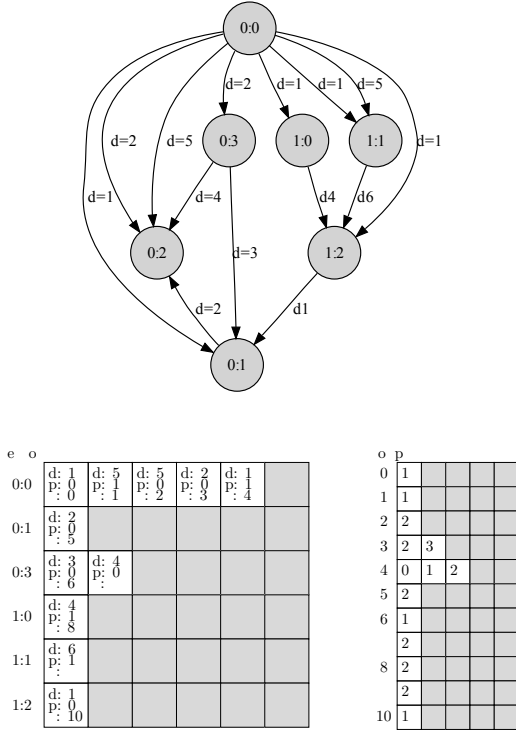 0:0
d=2 d=1 d=1 d=5
d=2 d=5 0:3 1:0 1:1 d=1
d=1 d=4 d4 d6
0:2 d=3 1:2
d=2 d1
0:1
e o
0:0 d: 1 d: 5 d: 5 d: 2 d: 1
p: 0 p: 1 p: 0 p: 0 p: 1
: 0 : 1 : 2 : 3 : 4
0:1 d: 2
p: 0
: 5
0:3 d: 3 d: 4
p: 0 p: 0
: 6 :
1:0 d: 4
p: 1
: 8
1:1 d: 6
p: 1
:
1:2 d: 1
p: 0
: 10
o p
0 1
1 1
2 2
3 2 3
4 0 1 2
5 2
6 1
2
8 2
2
10 1